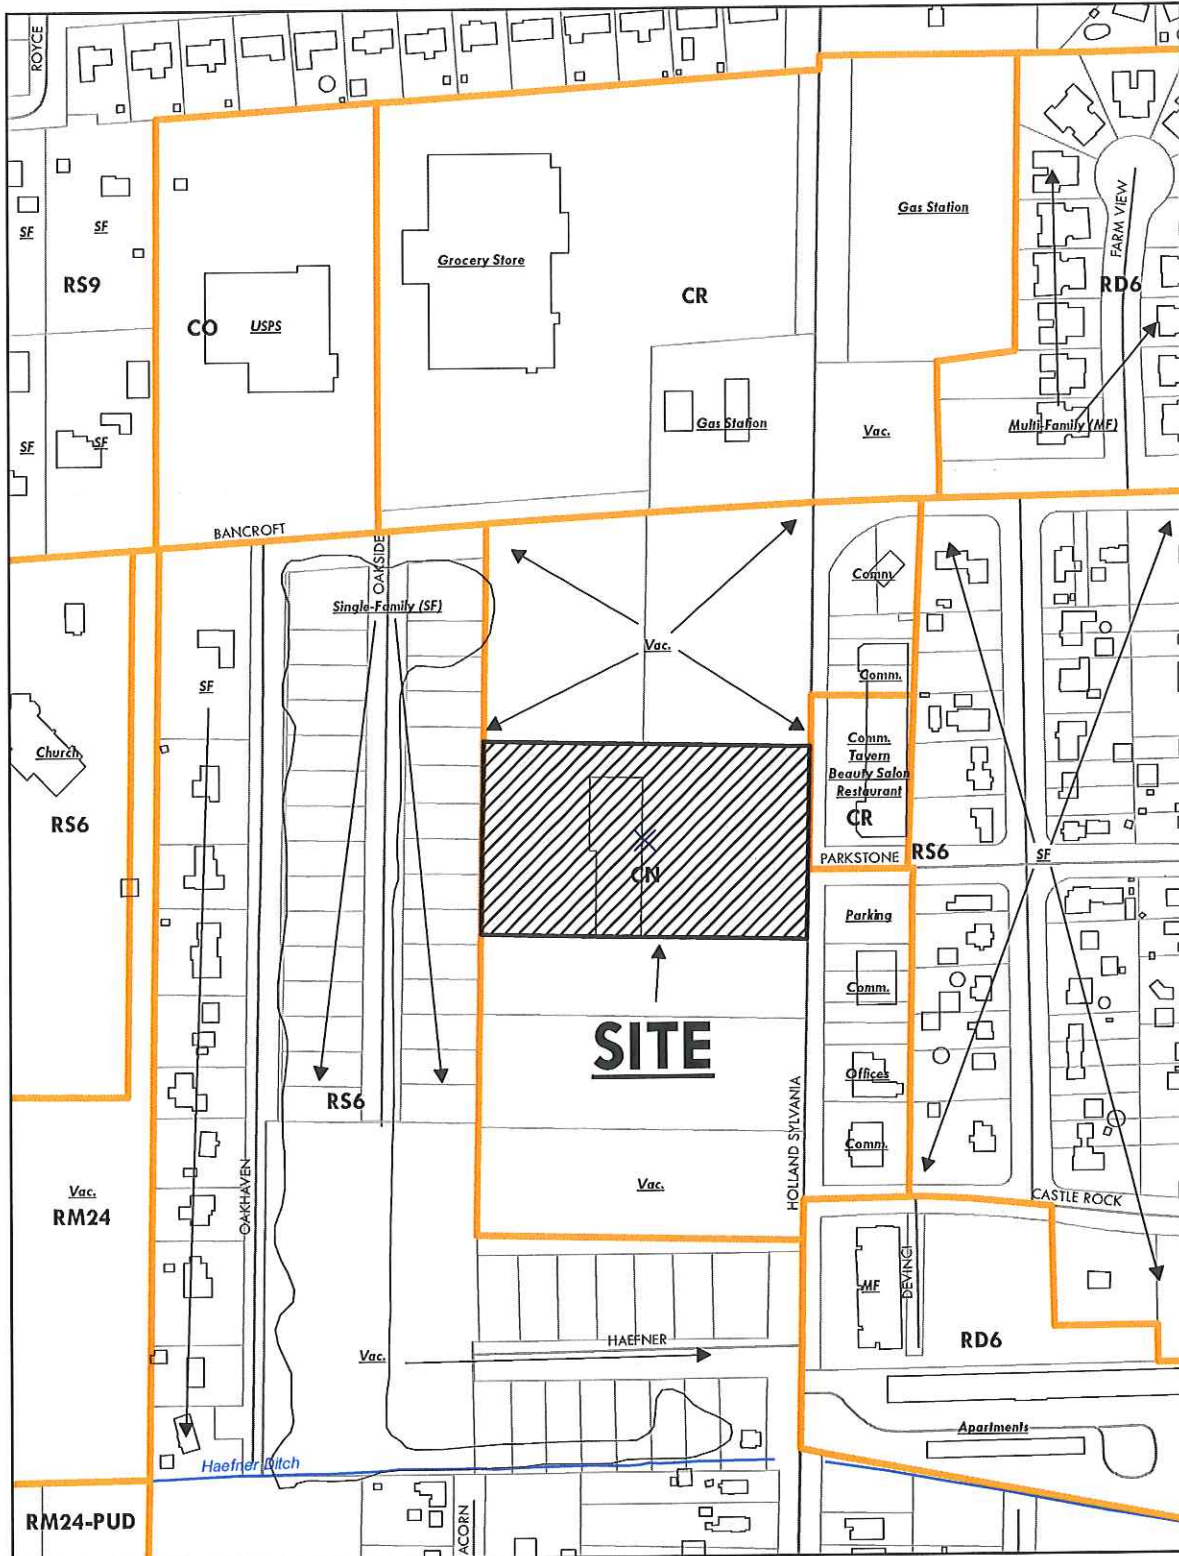 ROYCE
Gas Station
FARM VIEW
SF
SF
Grocery Store
RS9
CR
RD6
CO
USPS
SF
SF
Gas Station
Vac.
Multi-Family (MF)
BANCROFT
OAKSIDE
Single-Family (SF)
Comm.
Vac.
SF
Comm.
Church
Comm.
Tavern
Beauty Salon
Restaurant
RS6
CR
PARKSTONE
RS6
SF
CN
Parking
Comm.
SITE
Offices
RS6
HOLLAND SYLVANIA
Comm.
OAKHAVEN
Vac.
RM24
Vac.
CASTLE ROCK
MF
DEVINCI
HAEFNER
RD6
Vac.
Apartments
Haefner Ditch
RM24-PUD
ACORN